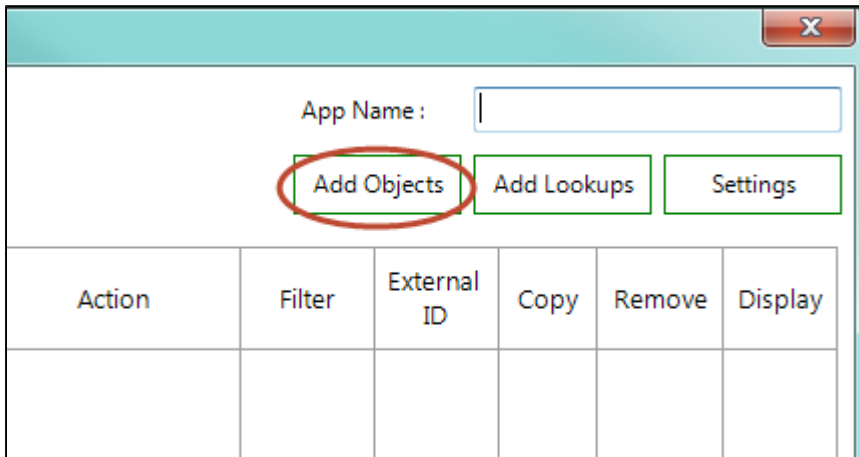 App Name :
Add Objects Add Lookups Settings
Action Filter External ID Copy Remove Display